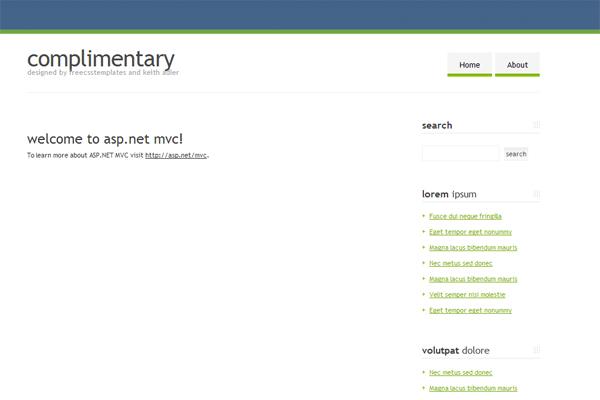 complimentary
designed by freecsstemplates and keith adler
Home
About
welcome to asp.net mvc!
To learn more about ASP.NET MVC visit http://asp.net/mvc.
search
search
lorem ipsum
Fusce dui neque fringilla
Eget tempor eget nonummy
Magna lacus bibendum mauris
Nec metus sed donec
Magna lacus bibendum mauris
Velit semper nisi molestie
Eget tempor eget nonummy
volutpat dolore
Nec metus sed donec
Magna lacus bibendum mauris